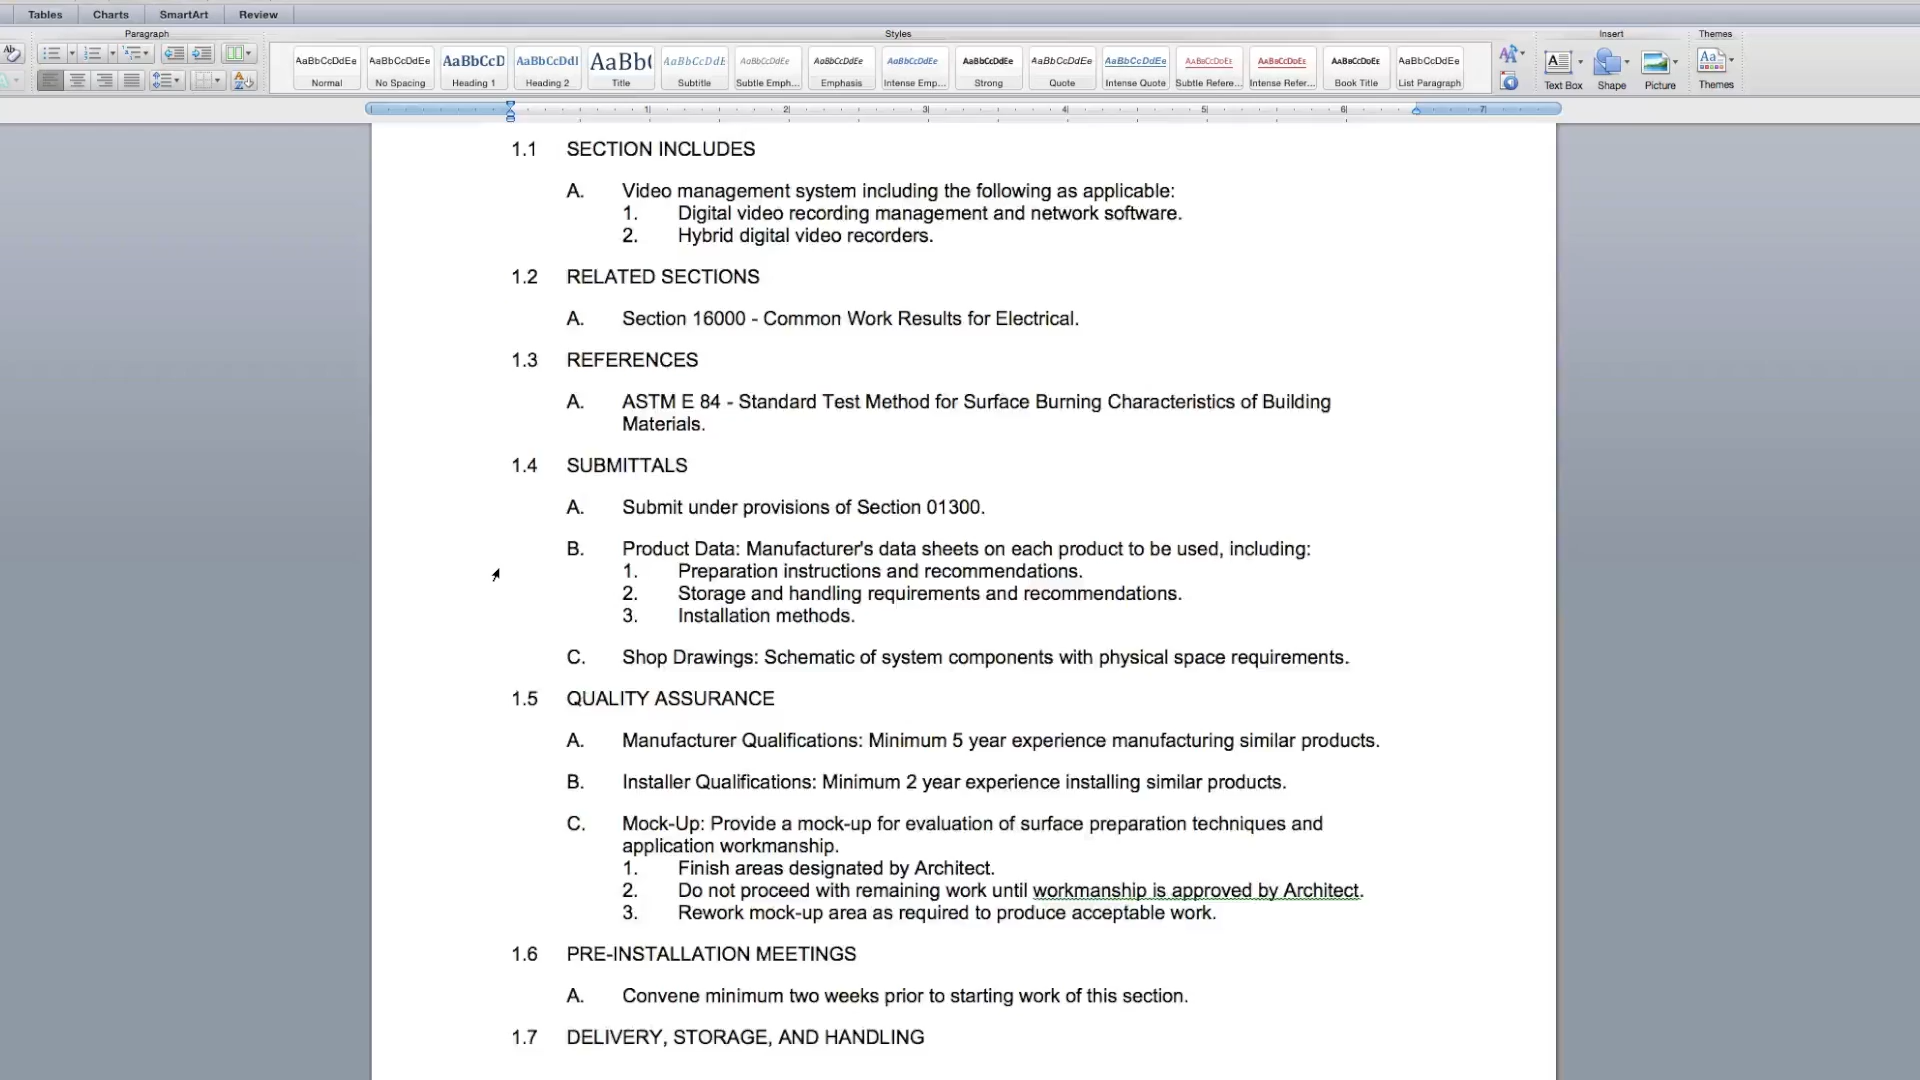 Tables Charts SmartArt Review
Paragraph Styles Insert Themes
AaBbCcDdEe AaBbCcDdEe AaBbCcD AaBbCcDdI AaBb( AaBbCcDdE AaBbCcDdEe AaBbCcDdEe AaBbCcDdEe AaBbCcDdEe AaBbCcDdEe AaBbCcDdEe AaBbCcDdEe AaBbCcDdEe AaBbCcDdEe AaBbCcDdEe
Normal No Spacing Heading 1 Heading 2 Title Subtitle Subtle Emph... Emphasis Intense Emp... Strong Quote Intense Quote Subtle Refere... Intense Refer... Book Title List Paragraph Text Box Shape Picture Themes
1 2 3 4 5 6 7
1.1 SECTION INCLUDES
A. Video management system including the following as applicable:
1. Digital video recording management and network software.
2. Hybrid digital video recorders.
1.2 RELATED SECTIONS
A. Section 16000 - Common Work Results for Electrical.
1.3 REFERENCES
A. ASTM E 84 - Standard Test Method for Surface Burning Characteristics of Building
Materials.
1.4 SUBMITTALS
A. Submit under provisions of Section 01300.
B. Product Data: Manufacturer's data sheets on each product to be used, including:
1. Preparation instructions and recommendations.
2. Storage and handling requirements and recommendations.
3. Installation methods.
C. Shop Drawings: Schematic of system components with physical space requirements.
1.5 QUALITY ASSURANCE
A. Manufacturer Qualifications: Minimum 5 year experience manufacturing similar products.
B. Installer Qualifications: Minimum 2 year experience installing similar products.
C. Mock-Up: Provide a mock-up for evaluation of surface preparation techniques and
application workmanship.
1. Finish areas designated by Architect.
2. Do not proceed with remaining work until workmanship is approved by Architect.
3. Rework mock-up area as required to produce acceptable work.
1.6 PRE-INSTALLATION MEETINGS
A. Convene minimum two weeks prior to starting work of this section.
1.7 DELIVERY, STORAGE, AND HANDLING